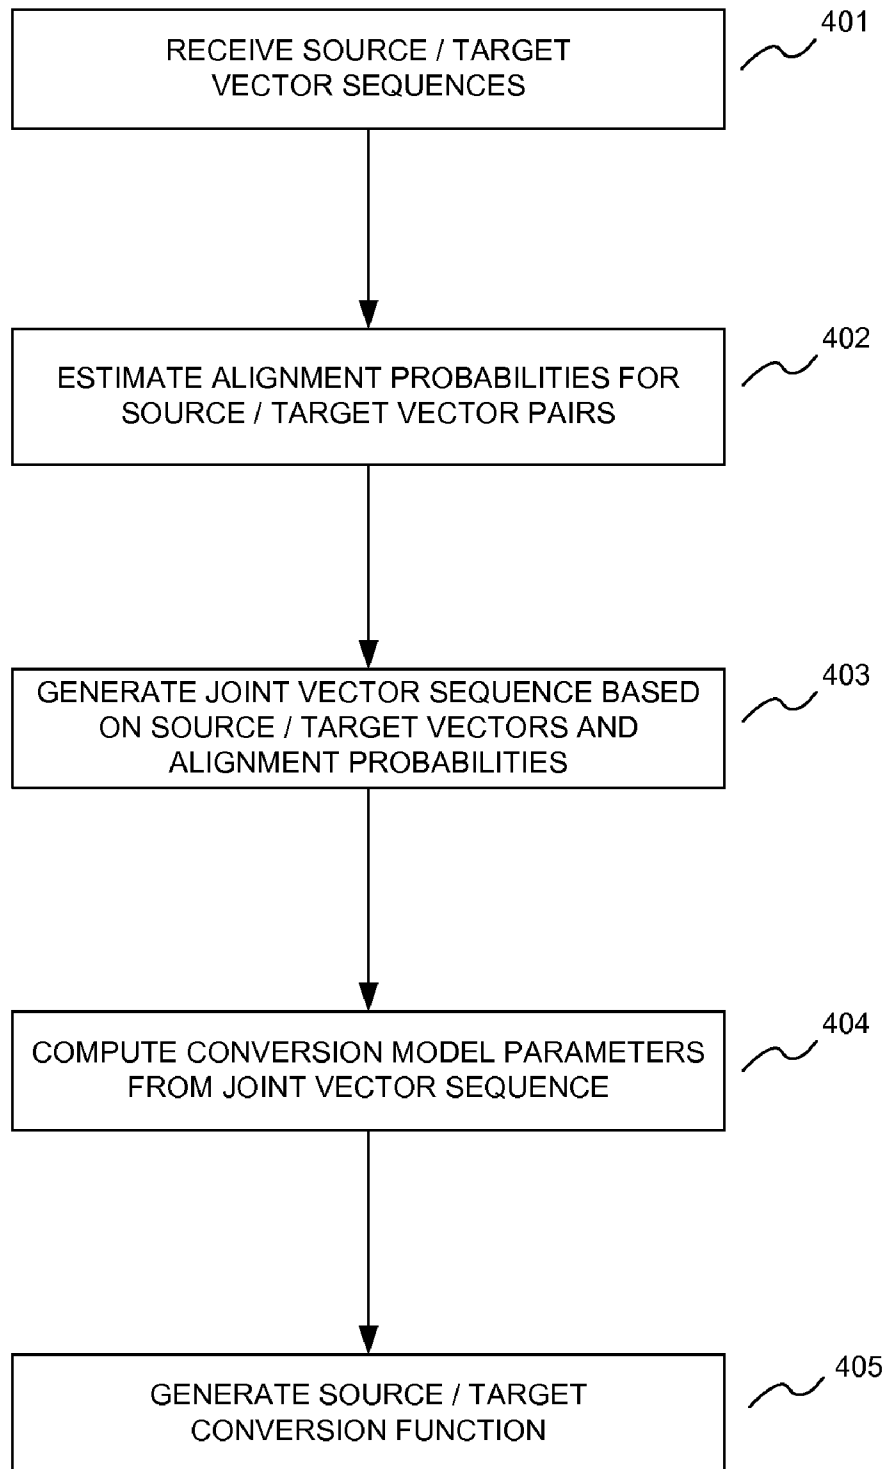 RECEIVE SOURCE / TARGET
VECTOR SEQUENCES
401
ESTIMATE ALIGNMENT PROBABILITIES FOR
SOURCE / TARGET VECTOR PAIRS
402
GENERATE JOINT VECTOR SEQUENCE BASED
ON SOURCE / TARGET VECTORS AND
ALIGNMENT PROBABILITIES
403
COMPUTE CONVERSION MODEL PARAMETERS
FROM JOINT VECTOR SEQUENCE
404
GENERATE SOURCE / TARGET
CONVERSION FUNCTION
405